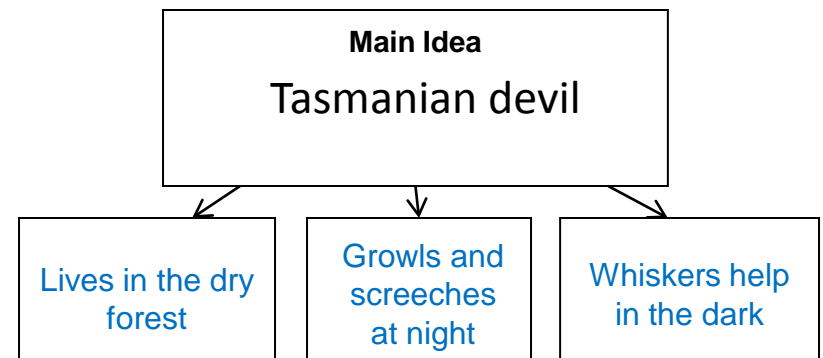 Main Idea
Tasmanian devil
Lives in the dry
forest
Growls and
screeches
at night
Whiskers help
in the dark